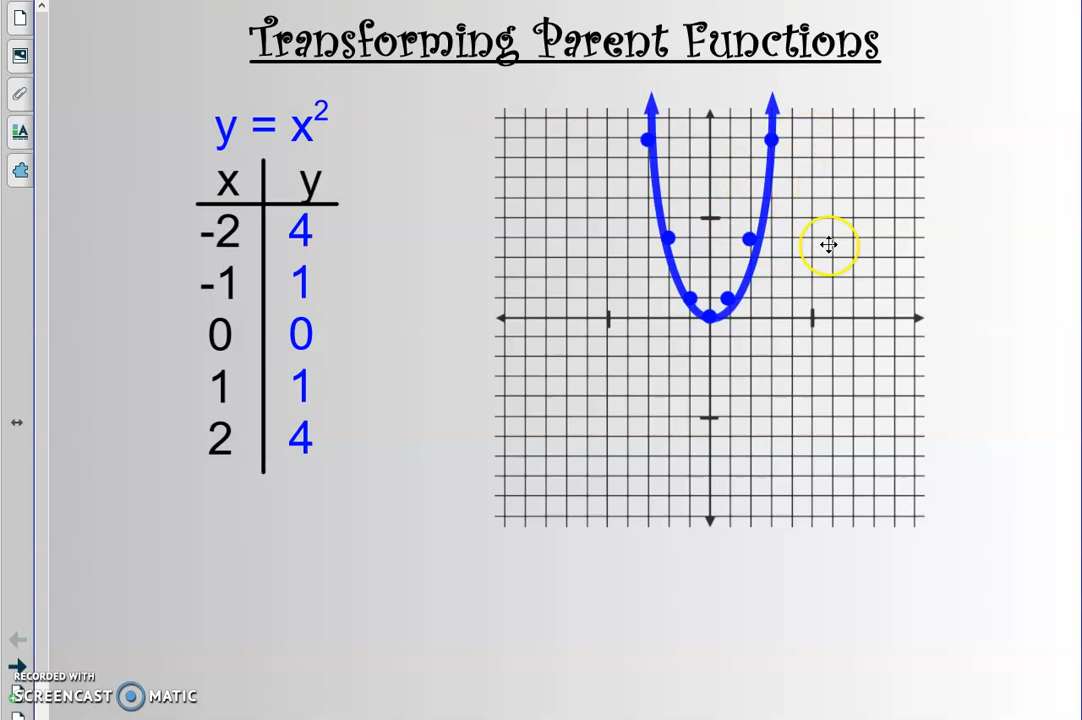 Transforming Parent Functions
y = x²
x y
-2 4
-1 1
0 0
1 1
2 4
RECORDED WITH
SCREENCAST MATIC